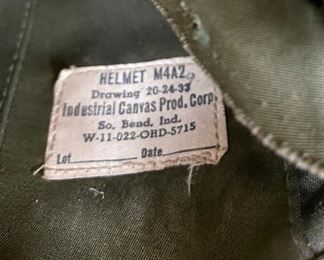 HELMET M4A2
Drawing 20-24-33
Industrial Canvas Prod. Corp.
So. Bend. Ind.
W-11-022-ORD-5715
Lot Date